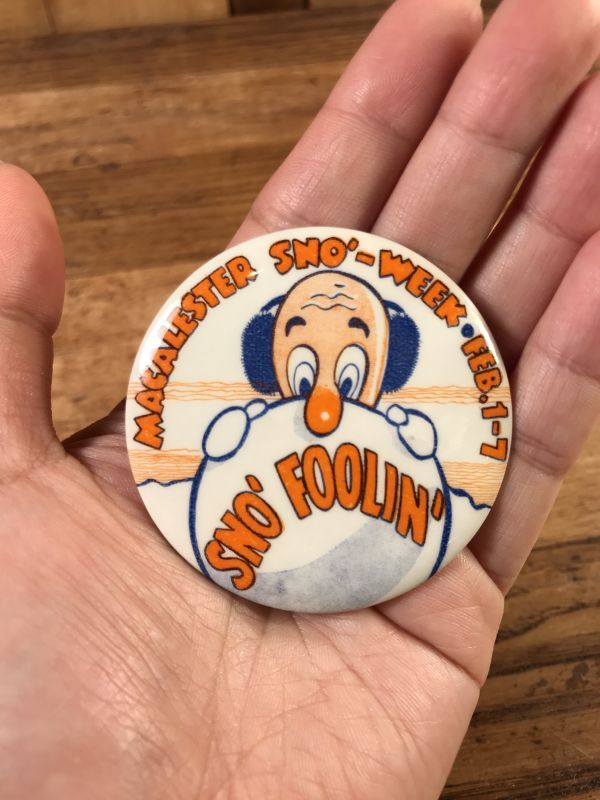 MACALESTER SNO'-WEEK • FEB. 1-7
SNO' FOOLIN'